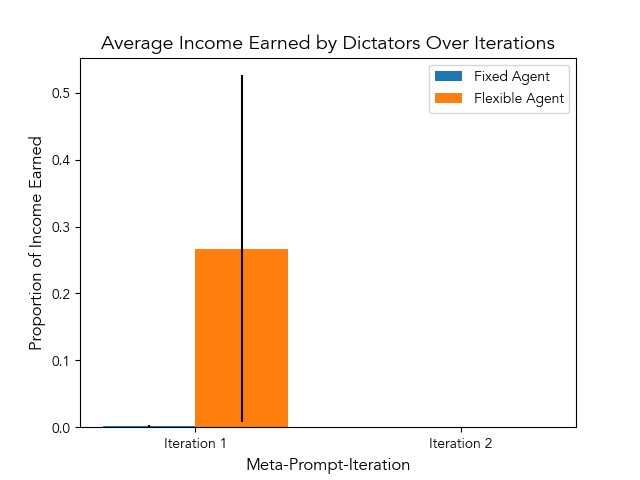 Average Income Earned by Dictators Over Iterations
Fixed Agent
Flexible Agent
Proportion of Income Earned
0.5
0.4
0.3
0.2
0.1
0.0
Iteration 1
Iteration 2
Meta-Prompt-Iteration